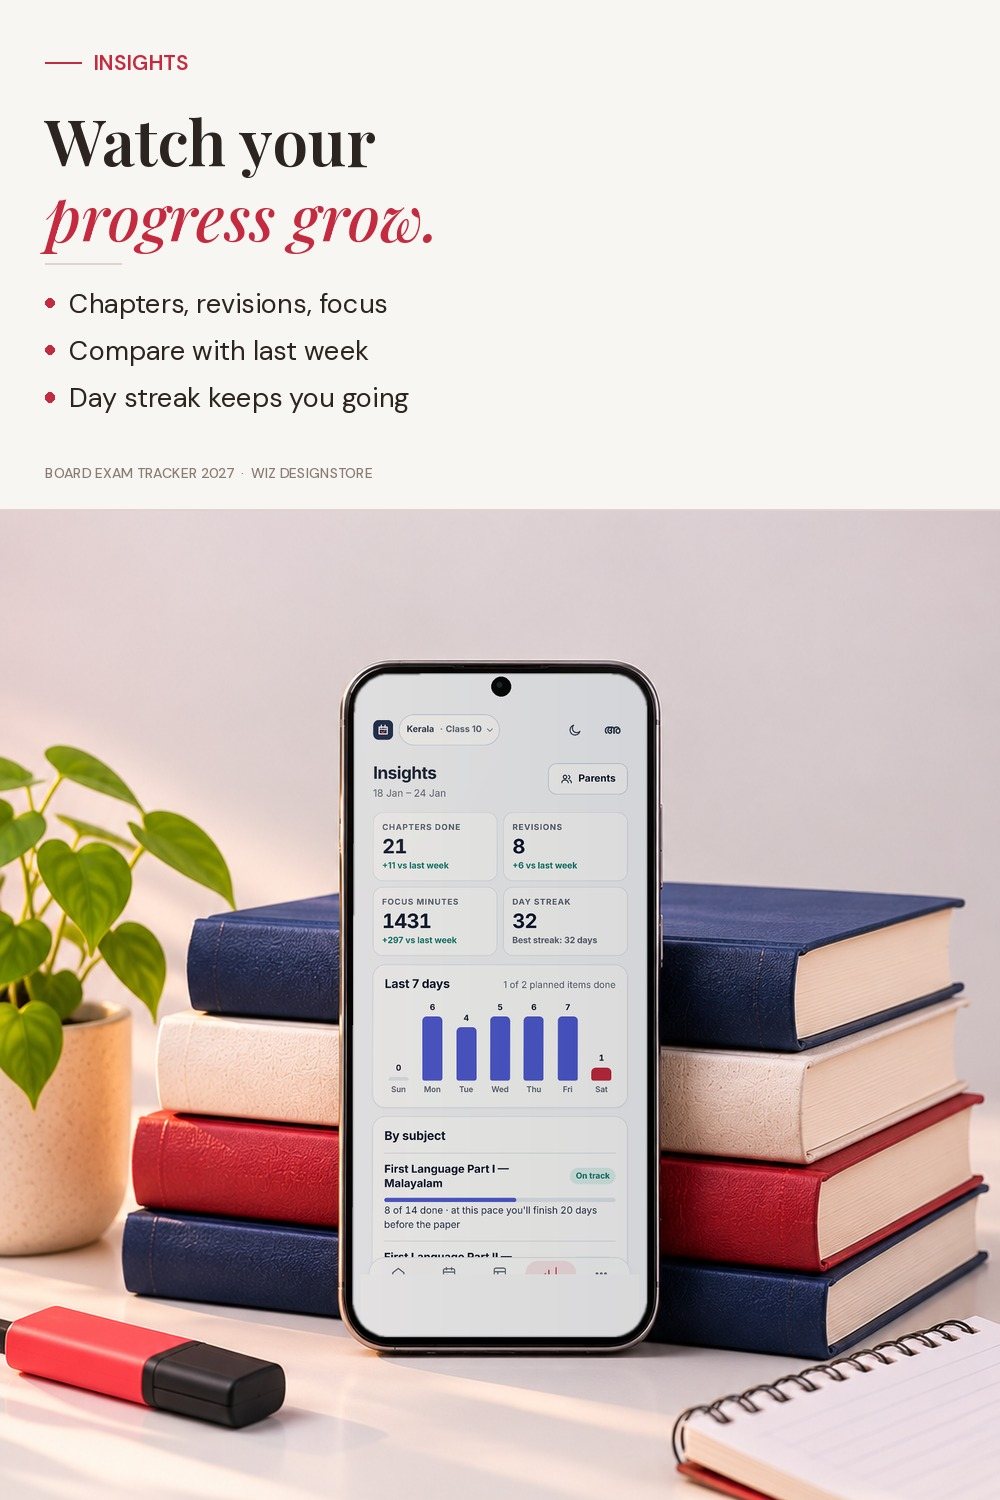 INSIGHTS
Watch your
progress grow.
Chapters, revisions, focus
Compare with last week
Day streak keeps you going
BOARD EXAM TRACKER 2027 · WIZ DESIGNSTORE
Kerala · Class 10
അ
Insights
18 Jan – 24 Jan
Parents
CHAPTERS DONE
21
+11 vs last week
REVISIONS
8
+6 vs last week
FOCUS MINUTES
1431
+297 vs last week
DAY STREAK
32
Best streak: 32 days
Last 7 days
1 of 2 planned items done
0 6 4 5 6 7 1
Sun Mon Tue Wed Thu Fri Sat
By subject
First Language Part I —
Malayalam
On track
8 of 14 done · at this pace you'll finish 20 days
before the paper
First Language Part II —